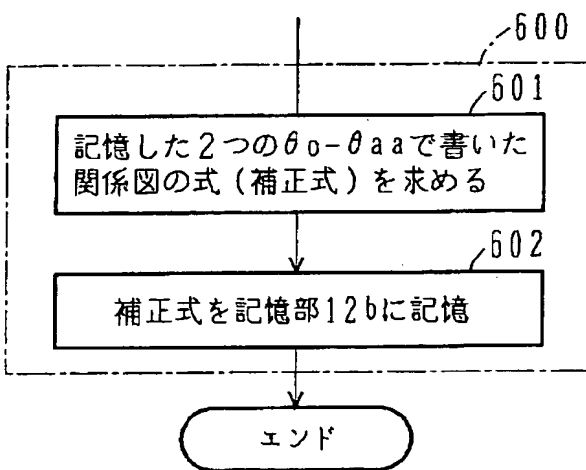 600
601
記憶した2つのθo-θaaで書いた
関係図の式(補正式)を求める
602
補正式を記憶部12bに記憶
エンド